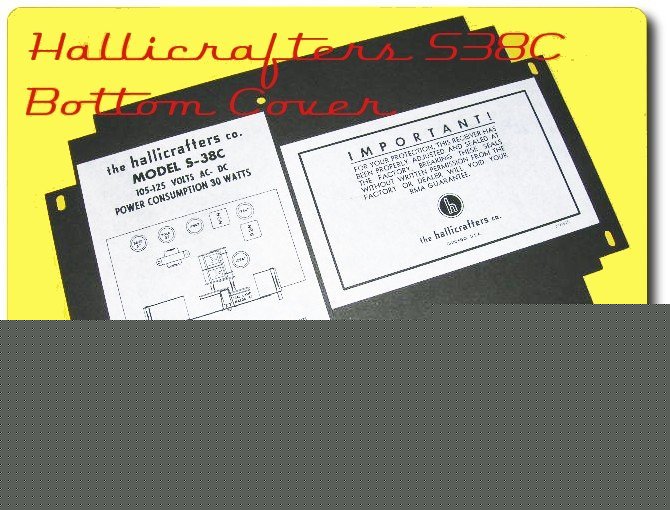 Hallicrafters S38C
Bottom Cover
the hallicrafters co.
MODEL S-38C
105-125 VOLTS AC. DC
POWER CONSUMPTION 30 WATTS
IMPORTANT!
FOR YOUR PROTECTION, THIS RECIEVER HAS
BEEN PROPERLY ADJUSTED AND SEALED AT
THE FACTORY. BREAKING THESE SEALS
WITHOUT WRITTEN PERMISSION FROM THE
FACTORY OR DEALER WILL VOID YOUR
RMA GUARANTEE.
h
the hallicrafters co.
CHICAGO, U.S.A.